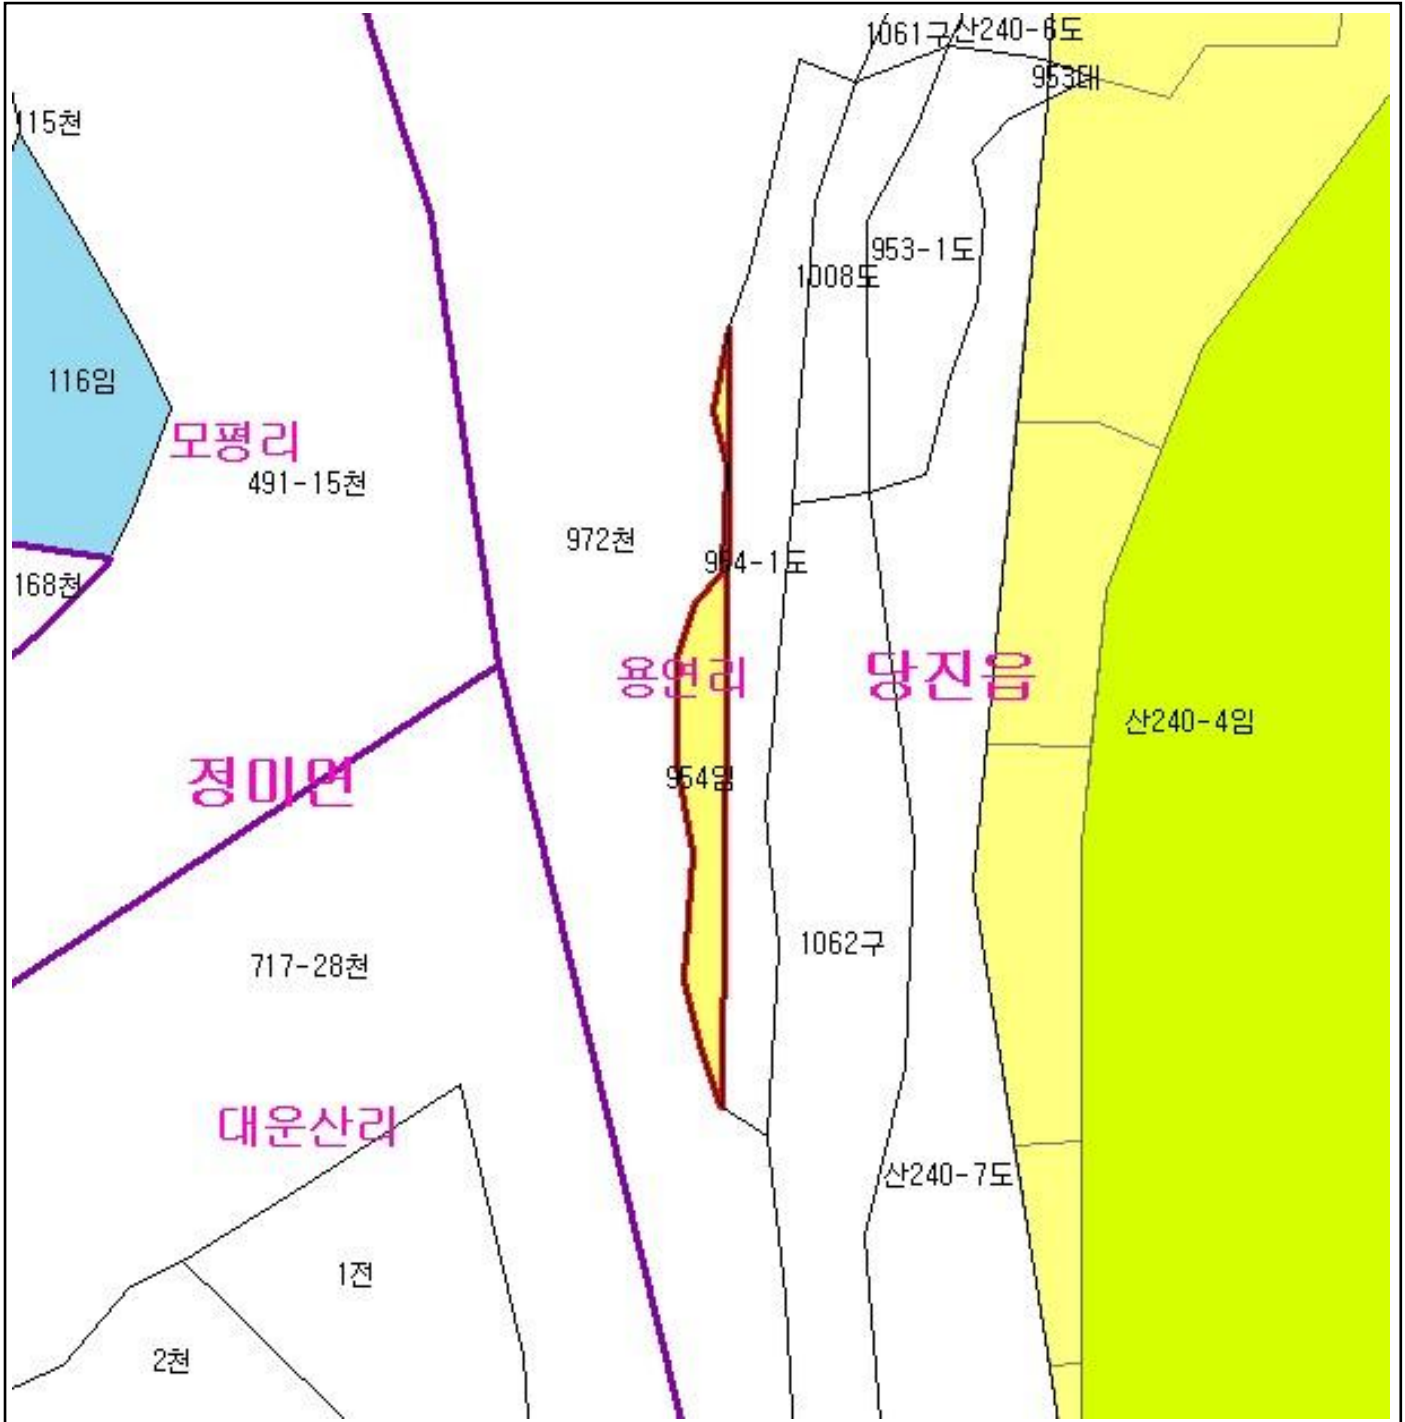 1061구
산240-6도
953대
115천
953-1도
1008도
116임
모평리
491-15천
972천
954-1도
168천
용연리
당진읍
산240-4임
정미면
954임
1062구
717-28천
대운산리
산240-7도
1전
2천